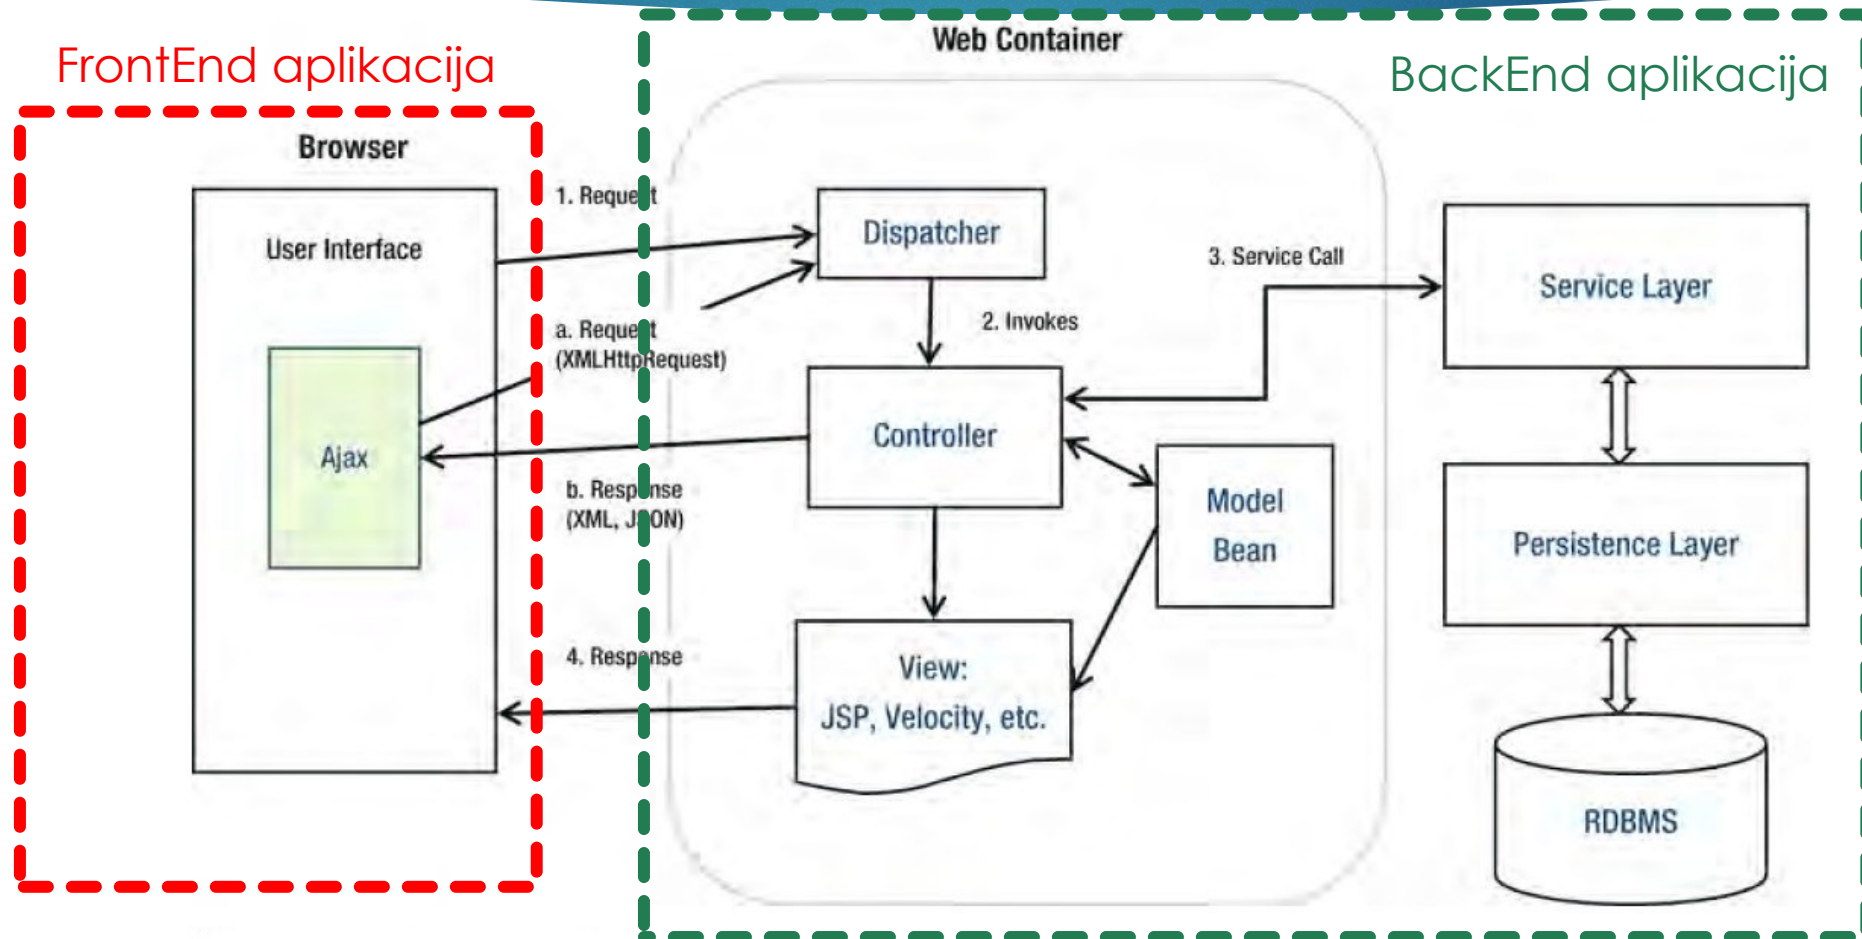 FrontEnd aplikacija
Web Container
BackEnd aplikacija
Browser
User Interface
Ajax
1. Request
a. Request
(XMLHttpRequest)
b. Response
(XML, JSON)
4. Response
Dispatcher
2. Invokes
Controller
3. Service Call
Model
Bean
View:
JSP, Velocity, etc.
Service Layer
Persistence Layer
RDBMS